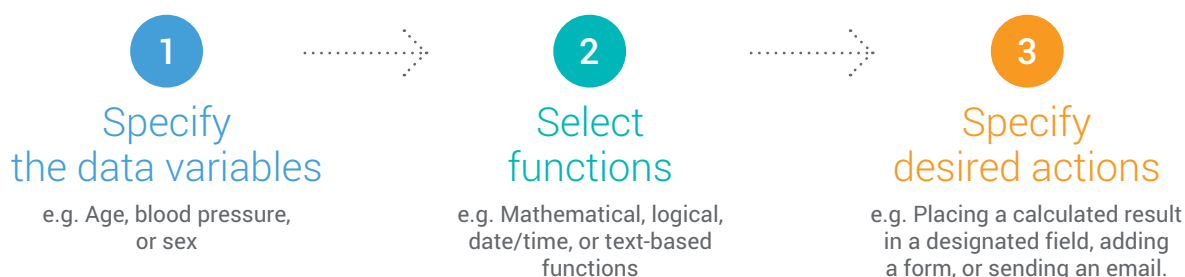 1
Specify
the data variables
e.g. Age, blood pressure,
or sex
2
Select
functions
e.g. Mathematical, logical,
date/time, or text-based
functions
3
Specify
desired actions
e.g. Placing a calculated result
in a designated field, adding
a form, or sending an email.